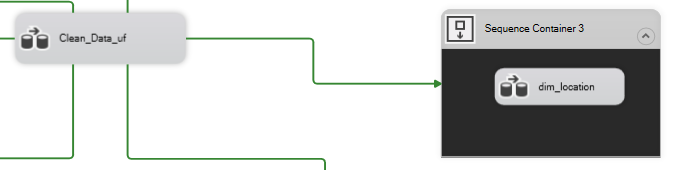 Clean_Data_uf
Sequence Container 3
dim_location